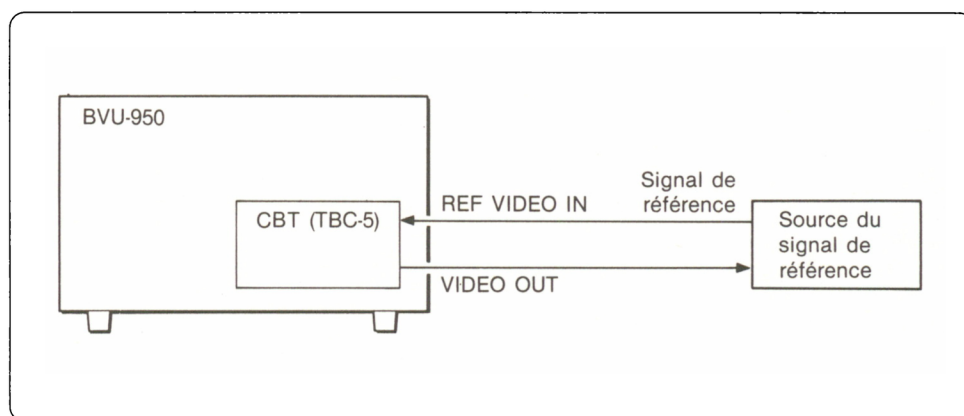 BVU-950
CBT (TBC-5)
REF VIDEO IN
Signal de
référence
VIDEO OUT
Source du
signal de
référence